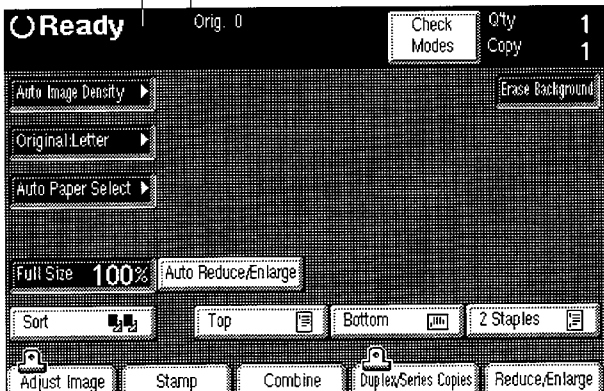 Ready
Orig. 0
Check
Modes
Q'ty 1
Copy 1
Auto Image Density
Erase Background
Original:Letter
Auto Paper Select
Full Size 100%
Auto Reduce/Enlarge
Sort
Top
Bottom
2 Staples
Adjust Image
Stamp
Combine
Duplex/Series Copies
Reduce/Enlarge